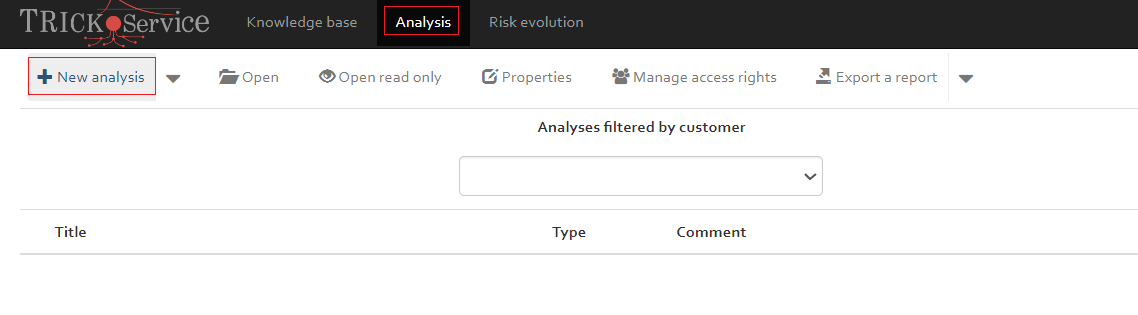 TRICK Service Knowledge base Analysis Risk evolution
New analysis Open Open read only Properties Manage access rights Export a report
Analyses filtered by customer
Title Type Comment